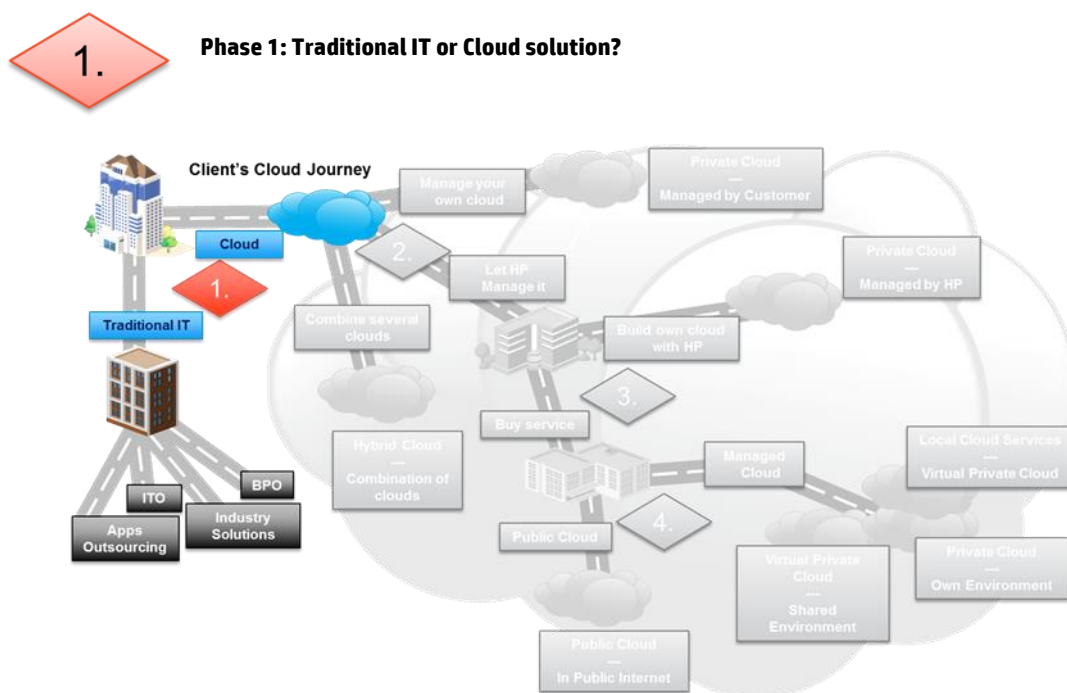 1.
Phase 1: Traditional IT or Cloud solution?
Client's Cloud Journey
Manage your
own cloud
Private Cloud
---
Managed by Customer
Cloud
2.
Private Cloud
---
Managed by HP
1.
Let HP
Manage it
Traditional IT
Combine several
clouds
Build own cloud
with HP
3.
Buy service
Hybrid Cloud
---
Combination of
clouds
Managed
Cloud
Local Cloud Services
---
Virtual Private Cloud
BPO
ITO
Industry
Solutions
Apps
Outsourcing
4.
Public Cloud
Virtual Private
Cloud
---
Shared
Environment
Private Cloud
---
Own Environment
Public Cloud
---
In Public Internet